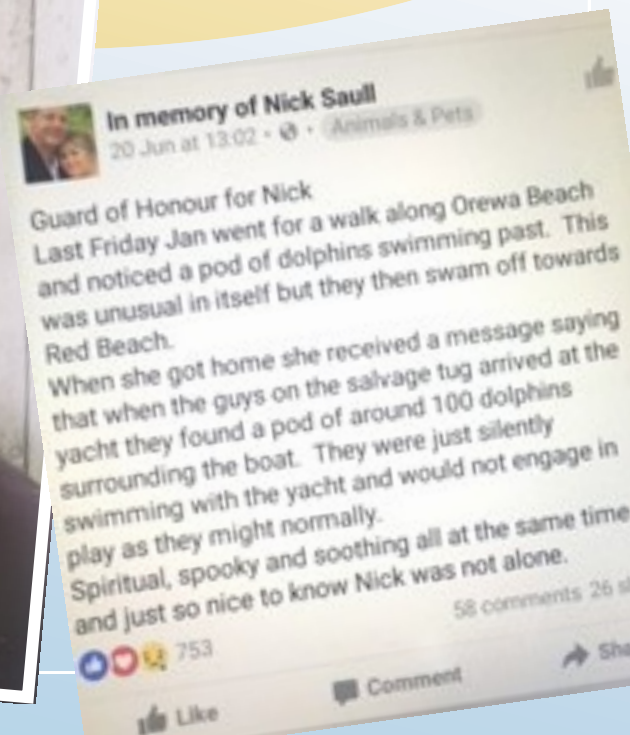 In memory of Nick Saull
20 Jun at 13:02 · · Animals & Pets
Guard of Honour for Nick
Last Friday Jan went for a walk along Orewa Beach
and noticed a pod of dolphins swimming past. This
was unusual in itself but they then swam off towards
Red Beach.
When she got home she received a message saying
that when the guys on the salvage tug arrived at the
yacht they found a pod of around 100 dolphins
surrounding the boat. They were just silently
swimming with the yacht and would not engage in
play as they might normally.
Spiritual, spooky and soothing all at the same time
and just so nice to know Nick was not alone.
753
58 comments 26 s
Like
Comment
Sha